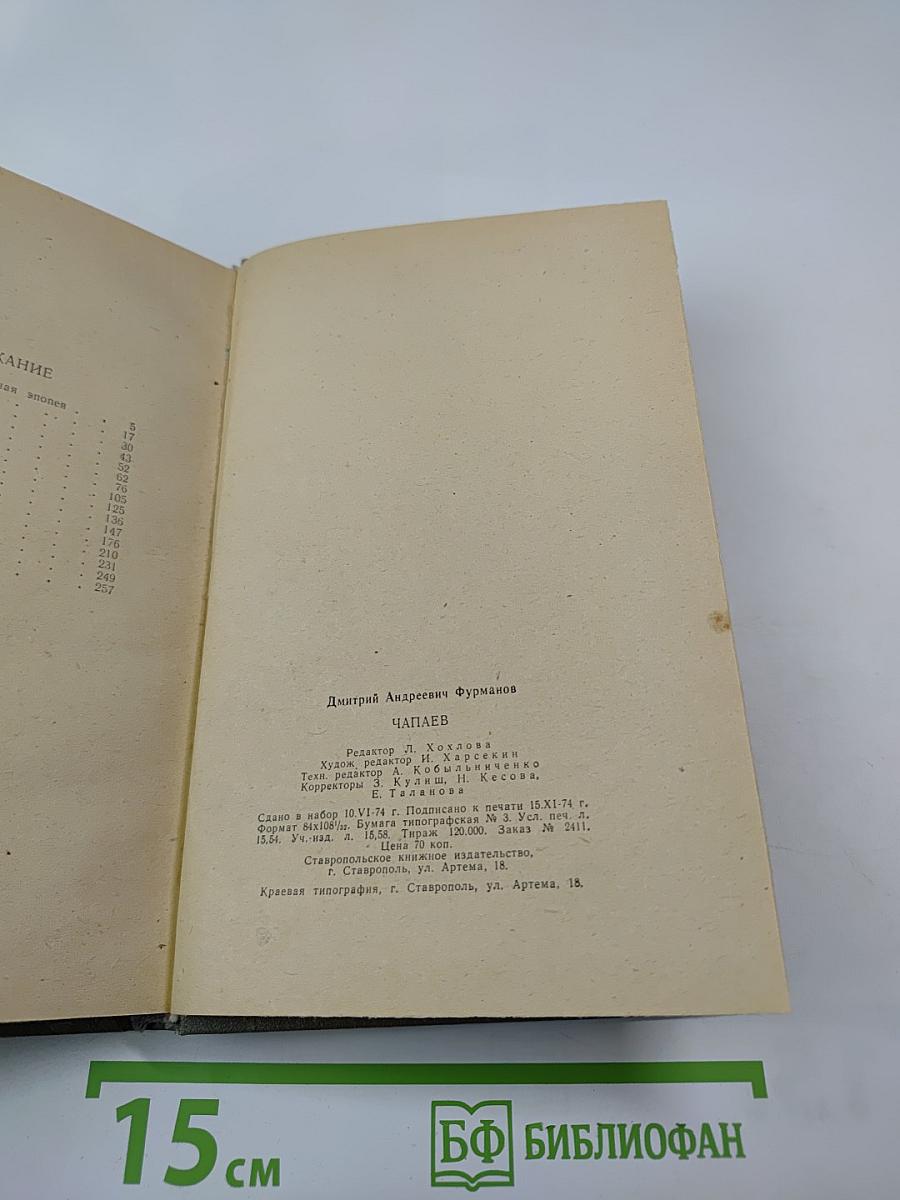 КАНИЕ
ная эпопея . . 5
. . . . 17
. . . . 30
. . . . 43
. . . . 52
. . . . 62
. . . . 76
. . . . 105
. . . . 125
. . . . 136
. . . . 147
. . . . 176
. . . . 210
. . . . 231
. . . . 249
. . . . 257
Дмитрий Андреевич Фурманов
ЧАПАЕВ
Редактор Л. Хохлова
Худож. редактор И. Харсекин
Техн. редактор А. Кобыльниченко
Корректоры З. Кулиш, Н. Кесова,
Е. Таланова
Сдано в набор 10.VI-74 г. Подписано к печати 15.XI-74 г.
Формат 84х108¹/₃₂. Бумага типографская № 3. Усл. печ. л.
15,54. Уч.-изд. л. 15,58. Тираж 120.000. Заказ № 2411.
Цена 70 коп.
Ставропольское книжное издательство,
г. Ставрополь, ул. Артема, 18.
Краевая типография, г. Ставрополь, ул. Артема, 18.
15 см
БФ БИБЛИОФАН